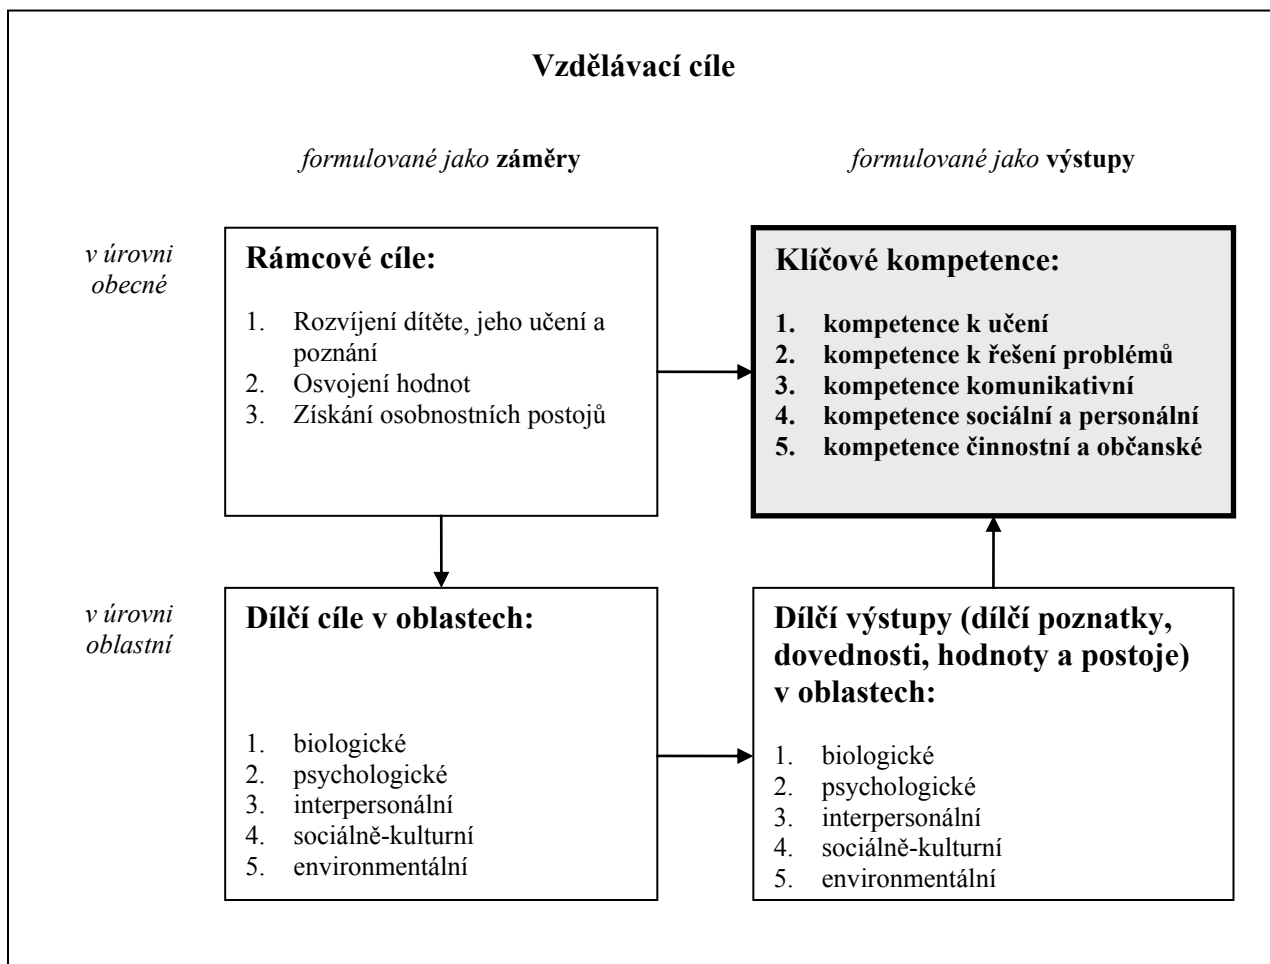 Vzdělávací cíle
formulované jako záměry
formulované jako výstupy
v úrovni
obecné
Rámcové cíle:
1. Rozvíjení dítěte, jeho učení a
poznání
2. Osvojení hodnot
3. Získání osobnostních postojů
Klíčové kompetence:
1. kompetence k učení
2. kompetence k řešení problémů
3. kompetence komunikativní
4. kompetence sociální a personální
5. kompetence činnostní a občanské
v úrovni
oblastní
Dílčí cíle v oblastech:
1. biologické
2. psychologické
3. interpersonální
4. sociálně-kulturní
5. environmentální
Dílčí výstupy (dílčí poznatky,
dovednosti, hodnoty a postoje)
v oblastech:
1. biologické
2. psychologické
3. interpersonální
4. sociálně-kulturní
5. environmentální